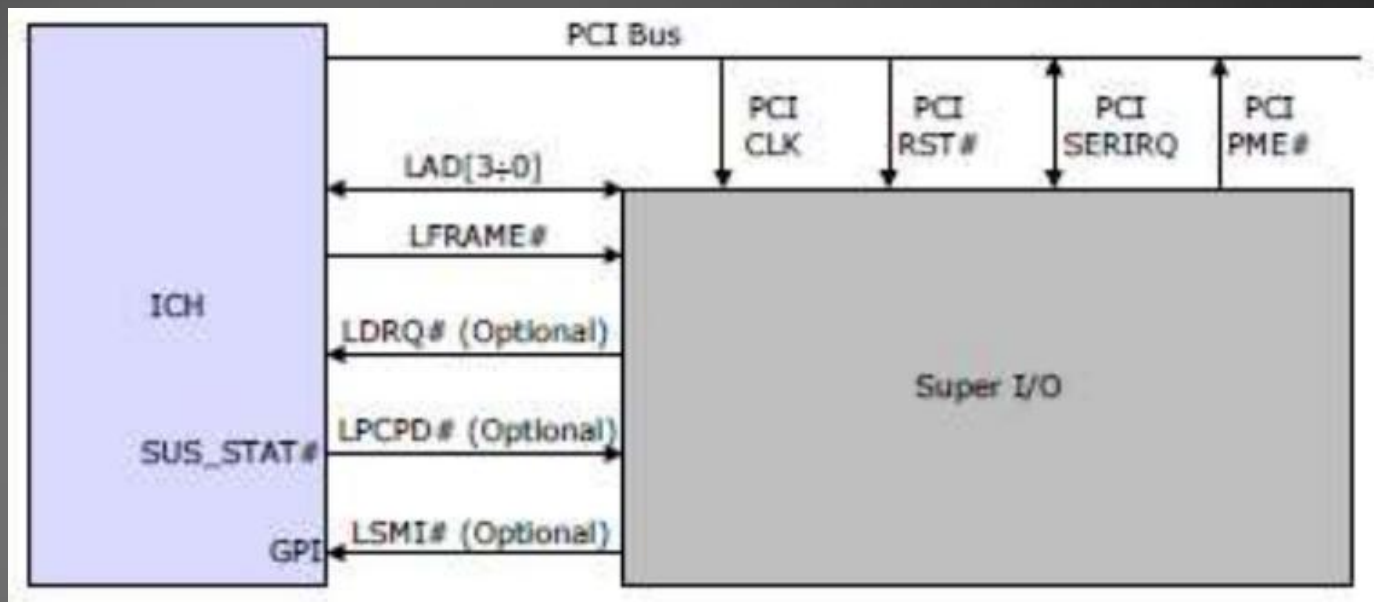 PCI Bus
PCI
CLK
PCI
RST#
PCI
SERIRQ
PCI
PME#
LAD[3÷0]
LFRAME#
ICH
LDRQ# (Optional)
Super I/O
LPCPD# (Optional)
SUS_STAT#
LSMI# (Optional)
GPI